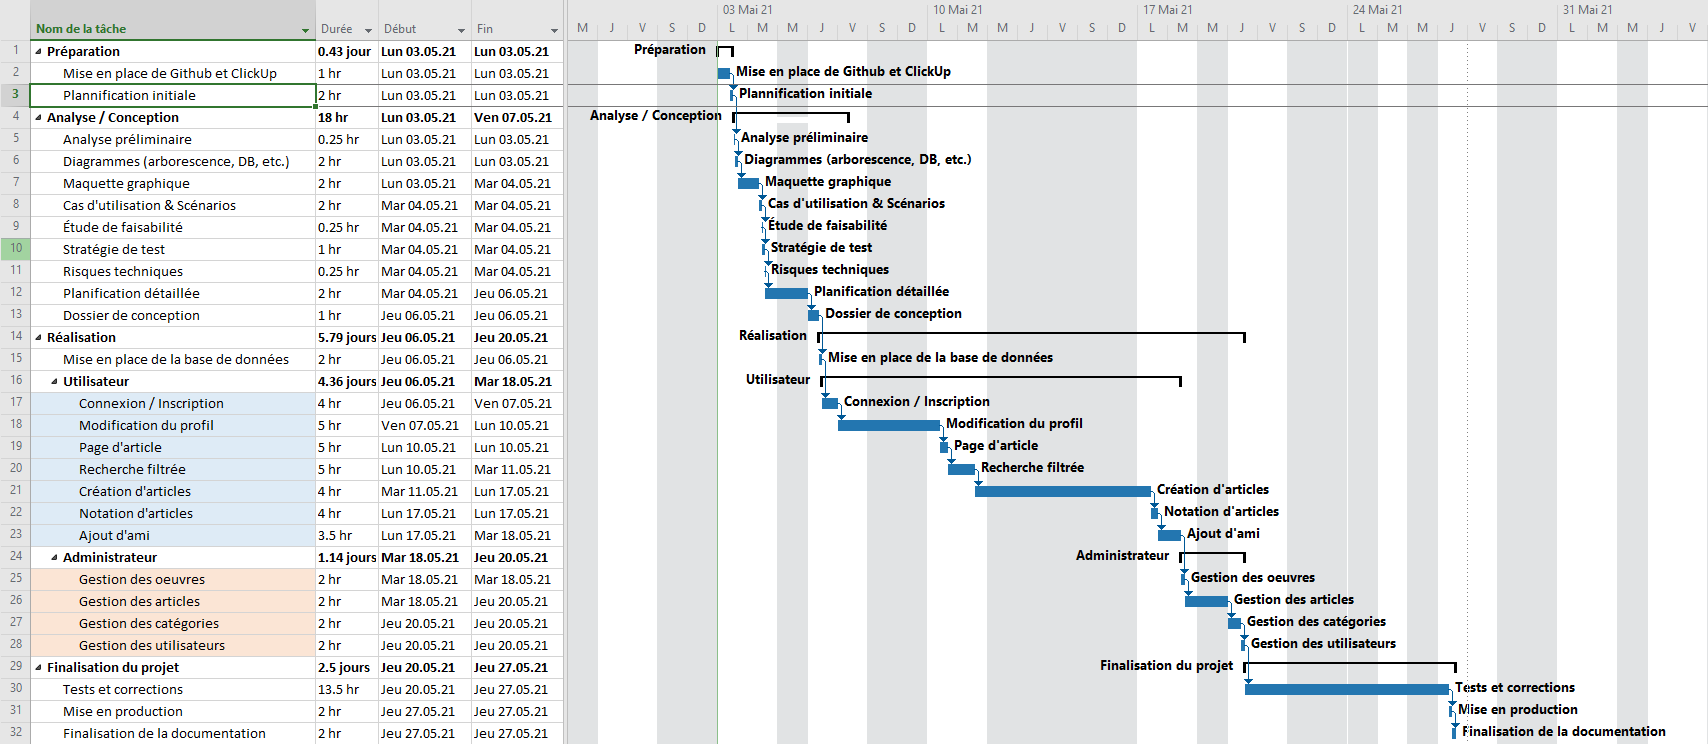 03 Mai 21 10 Mai 21 17 Mai 21 24 Mai 21 31 Mai 21
Nom de la tâche Durée Début Fin M J V S D L M M J V S D L M M J V S D L M M J V S D L M M J V S D L M M J V
1 Préparation 0.43 jour Lun 03.05.21 Lun 03.05.21 Préparation
2 Mise en place de Github et ClickUp 1 hr Lun 03.05.21 Lun 03.05.21 Mise en place de Github et ClickUp
3 Plannification initiale 2 hr Lun 03.05.21 Lun 03.05.21 Plannification initiale
4 Analyse / Conception 18 hr Lun 03.05.21 Ven 07.05.21 Analyse / Conception
5 Analyse préliminaire 0.25 hr Lun 03.05.21 Lun 03.05.21 Analyse préliminaire
6 Diagrammes (arborescence, DB, etc.) 2 hr Lun 03.05.21 Lun 03.05.21 Diagrammes (arborescence, DB, etc.)
7 Maquette graphique 2 hr Lun 03.05.21 Mar 04.05.21 Maquette graphique
8 Cas d'utilisation & Scénarios 2 hr Mar 04.05.21 Mar 04.05.21 Cas d'utilisation & Scénarios
9 Étude de faisabilité 0.25 hr Mar 04.05.21 Mar 04.05.21 Étude de faisabilité
10 Stratégie de test 1 hr Mar 04.05.21 Mar 04.05.21 Stratégie de test
11 Risques techniques 0.25 hr Mar 04.05.21 Mar 04.05.21 Risques techniques
12 Planification détaillée 2 hr Mar 04.05.21 Jeu 06.05.21 Planification détaillée
13 Dossier de conception 1 hr Jeu 06.05.21 Jeu 06.05.21 Dossier de conception
14 Réalisation 5.79 jours Jeu 06.05.21 Jeu 20.05.21 Réalisation
15 Mise en place de la base de données 2 hr Jeu 06.05.21 Jeu 06.05.21 Mise en place de la base de données
16 Utilisateur 4.36 jours Jeu 06.05.21 Mar 18.05.21 Utilisateur
17 Connexion / Inscription 4 hr Jeu 06.05.21 Ven 07.05.21 Connexion / Inscription
18 Modification du profil 5 hr Ven 07.05.21 Lun 10.05.21 Modification du profil
19 Page d'article 5 hr Lun 10.05.21 Lun 10.05.21 Page d'article
20 Recherche filtrée 5 hr Lun 10.05.21 Mar 11.05.21 Recherche filtrée
21 Création d'articles 4 hr Mar 11.05.21 Lun 17.05.21 Création d'articles
22 Notation d'articles 4 hr Lun 17.05.21 Lun 17.05.21 Notation d'articles
23 Ajout d'ami 3.5 hr Lun 17.05.21 Mar 18.05.21 Ajout d'ami
24 Administrateur 1.14 jours Mar 18.05.21 Jeu 20.05.21 Administrateur
25 Gestion des oeuvres 2 hr Mar 18.05.21 Mar 18.05.21 Gestion des oeuvres
26 Gestion des articles 2 hr Mar 18.05.21 Jeu 20.05.21 Gestion des articles
27 Gestion des catégories 2 hr Jeu 20.05.21 Jeu 20.05.21 Gestion des catégories
28 Gestion des utilisateurs 2 hr Jeu 20.05.21 Jeu 20.05.21 Gestion des utilisateurs
29 Finalisation du projet 2.5 jours Jeu 20.05.21 Jeu 27.05.21 Finalisation du projet
30 Tests et corrections 13.5 hr Jeu 20.05.21 Jeu 27.05.21 Tests et corrections
31 Mise en production 2 hr Jeu 27.05.21 Jeu 27.05.21 Mise en production
32 Finalisation de la documentation 2 hr Jeu 27.05.21 Jeu 27.05.21 Finalisation de la documentation